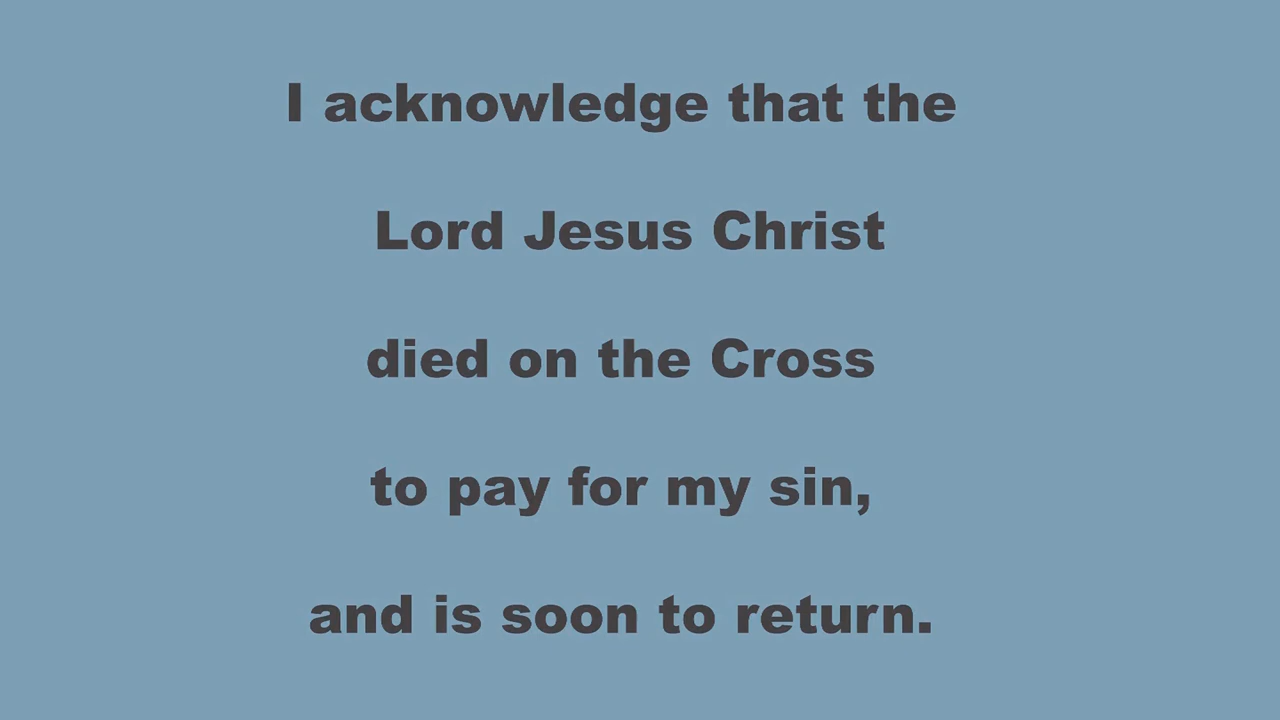 I acknowledge that the
Lord Jesus Christ
died on the Cross
to pay for my sin,
and is soon to return.